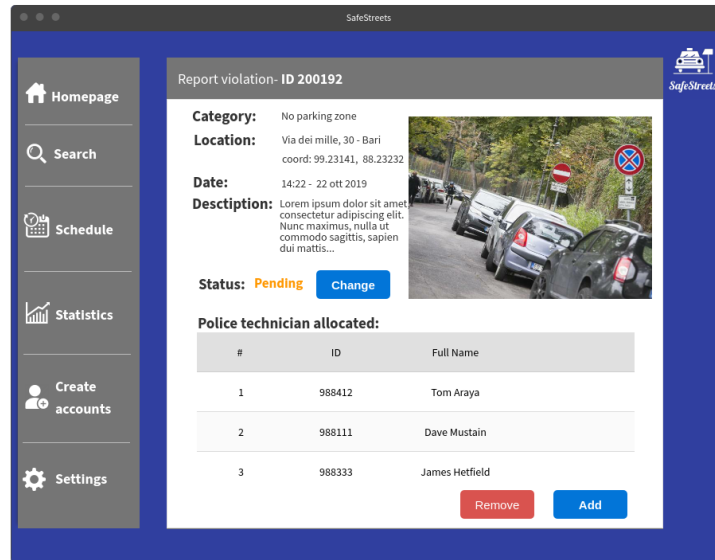 SafeStreets
SafeStreets
Homepage
Search
Schedule
Statistics
Create
accounts
Settings
Report violation- ID 200192
Category: No parking zone
Location: Via dei mille, 30 - Bari
coord: 99.23141, 88.23232
Date: 14:22 - 22 ott 2019
Desctiption: Lorem ipsum dolor sit amet,
consectetur adipiscing elit.
Nunc maximus, nulla ut
commodo sagittis, sapien
dui mattis...
Status: Pending Change
Police technician allocated:
# ID Full Name
1 988412 Tom Araya
2 988111 Dave Mustain
3 988333 James Hetfield
Remove Add